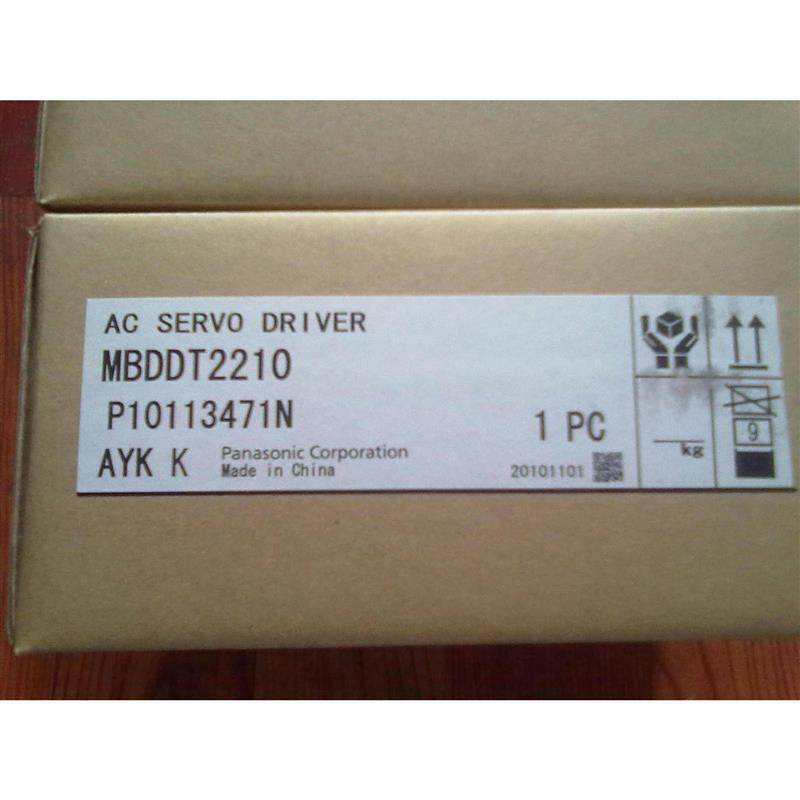 AC SERVO DRIVER
MBDDT2210
P10113471N
1 PC
AYK K
Panasonic Corporation
Made in China
20101101
kg
9